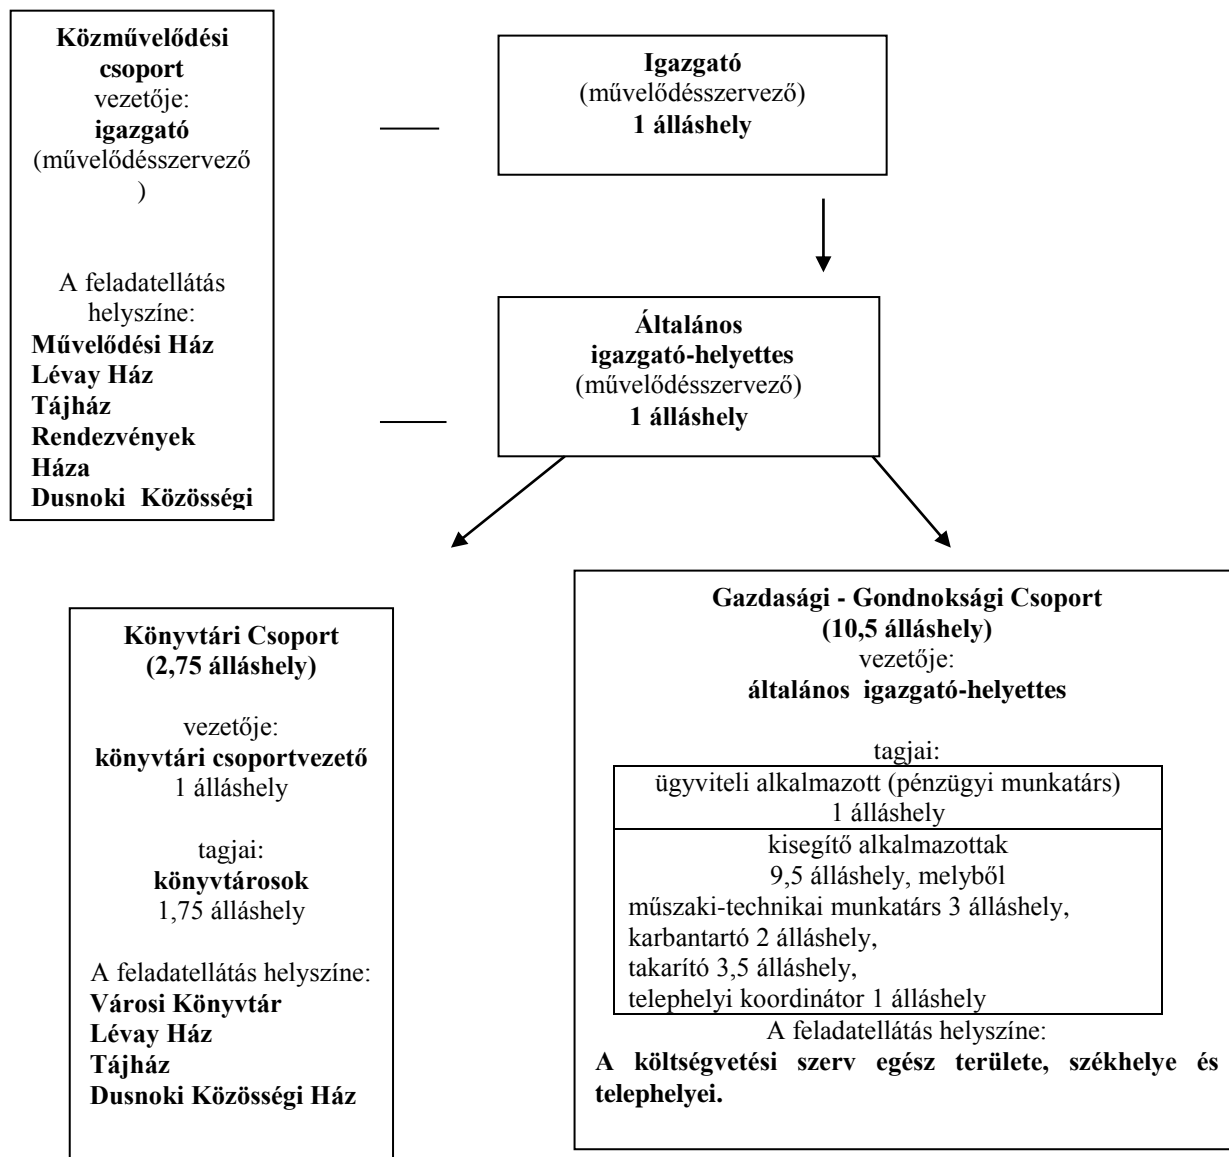 Közművelődési
csoport
vezetője:
igazgató
(művelődésszervező
)
A feladatellátás
helyszíne:
Művelődési Ház
Lévay Ház
Tájház
Rendezvények
Háza
Dusnoki Közösségi
Igazgató
(művelődésszervező)
1 álláshely
Általános
igazgató-helyettes
(művelődésszervező)
1 álláshely
Könyvtári Csoport
(2,75 álláshely)
vezetője:
könyvtári csoportvezető
1 álláshely
tagjai:
könyvtárosok
1,75 álláshely
A feladatellátás helyszíne:
Városi Könyvtár
Lévay Ház
Tájház
Dusnoki Közösségi Ház
Gazdasági - Gondnoksági Csoport
(10,5 álláshely)
vezetője:
általános igazgató-helyettes
tagjai:
ügyviteli alkalmazott (pénzügyi munkatárs)
1 álláshely
kisegítő alkalmazottak
9,5 álláshely, melyből
műszaki-technikai munkatárs 3 álláshely,
karbantartó 2 álláshely,
takarító 3,5 álláshely,
telephelyi koordinátor 1 álláshely
A feladatellátás helyszíne:
A költségvetési szerv egész területe, székhelye és
telephelyei.